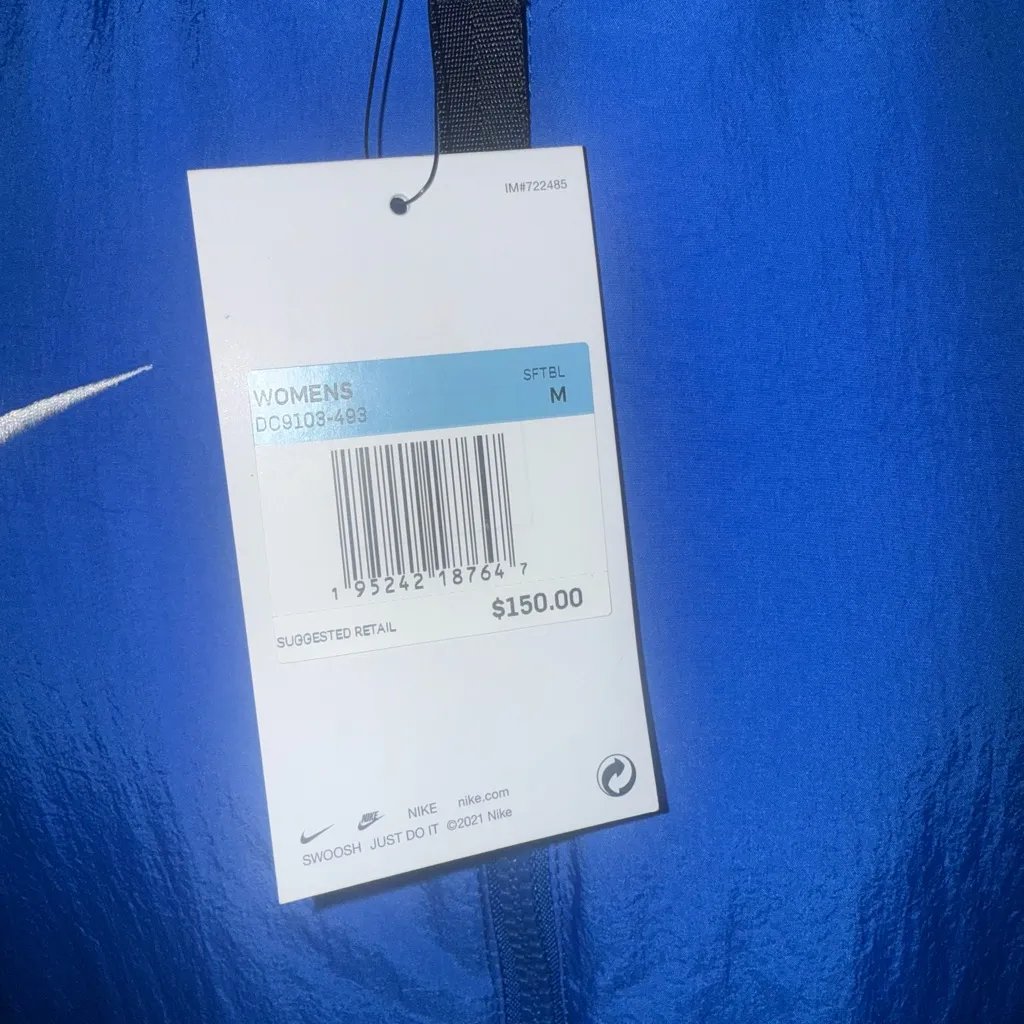 IM#722485
WOMENS SFTBL
DC9103-493 M
1 95242 18764 7
$150.00
SUGGESTED RETAIL
NIKE NIKE nike.com
SWOOSH JUST DO IT ©2021 Nike